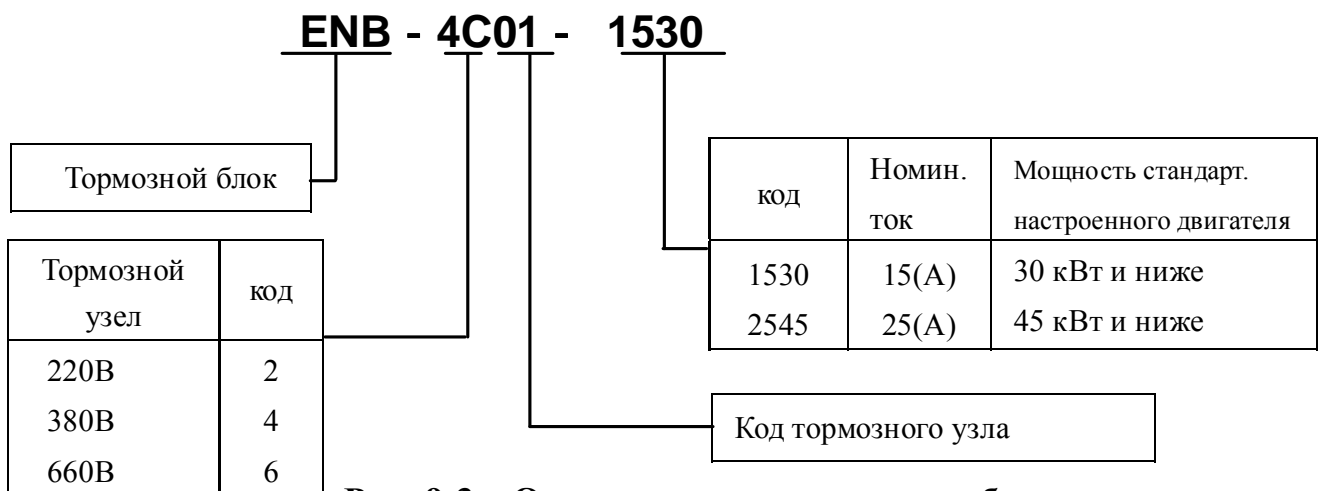 ENB - 4C01 - 1530
Тормозной блок
код
Номин. ток
Мощность стандарт. настроенного двигателя
1530 15(А) 30 кВт и ниже
2545 25(А) 45 кВт и ниже
Тормозной узел
код
220В 2
380В 4
660В 6
Код тормозного узла